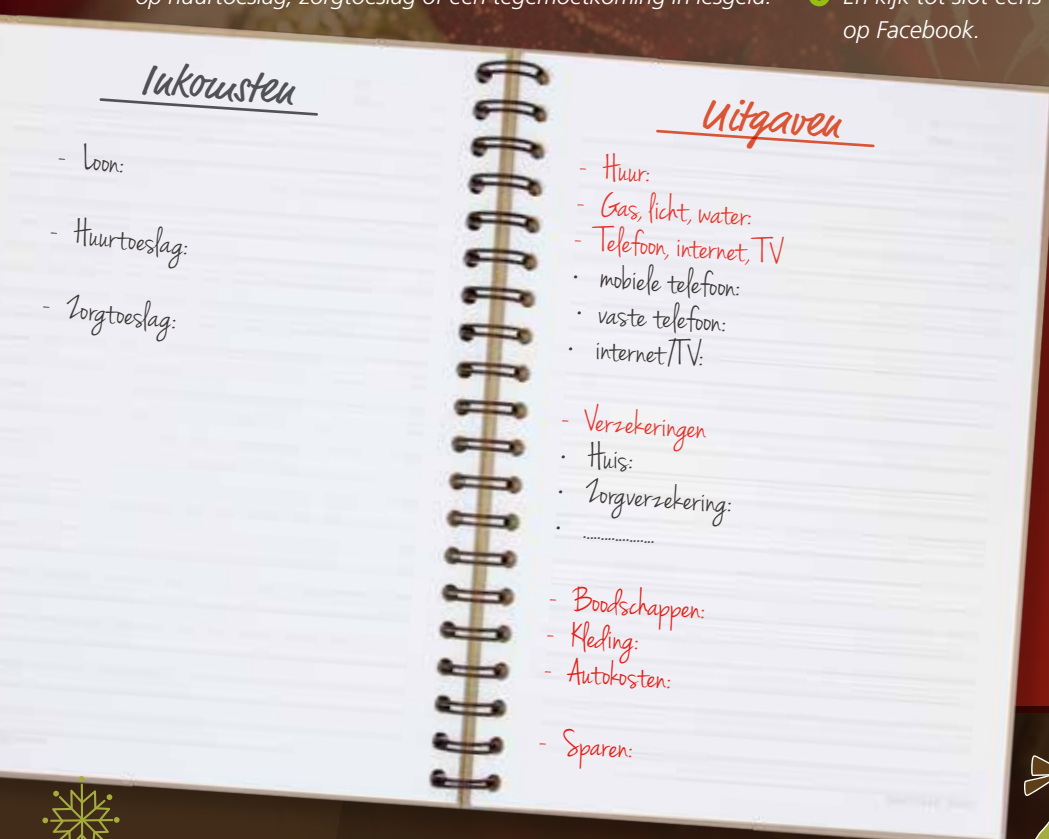 op huurtoeslag, zorgtoeslag of een tegemoetkoming in lesgeld.
En kijk tot slot eens
op Facebook.
Inkomsten
- Loon:
- Huurtoeslag:
- Zorgtoeslag:
Uitgaven
- Huur:
- Gas, licht, water:
- Telefoon, internet, TV
· mobiele telefoon:
· vaste telefoon:
· internet/TV:
- Verzekeringen
· Huis:
· Zorgverzekering:
· ...................
- Boodschappen:
- Kleding:
- Autokosten:
- Sparen: